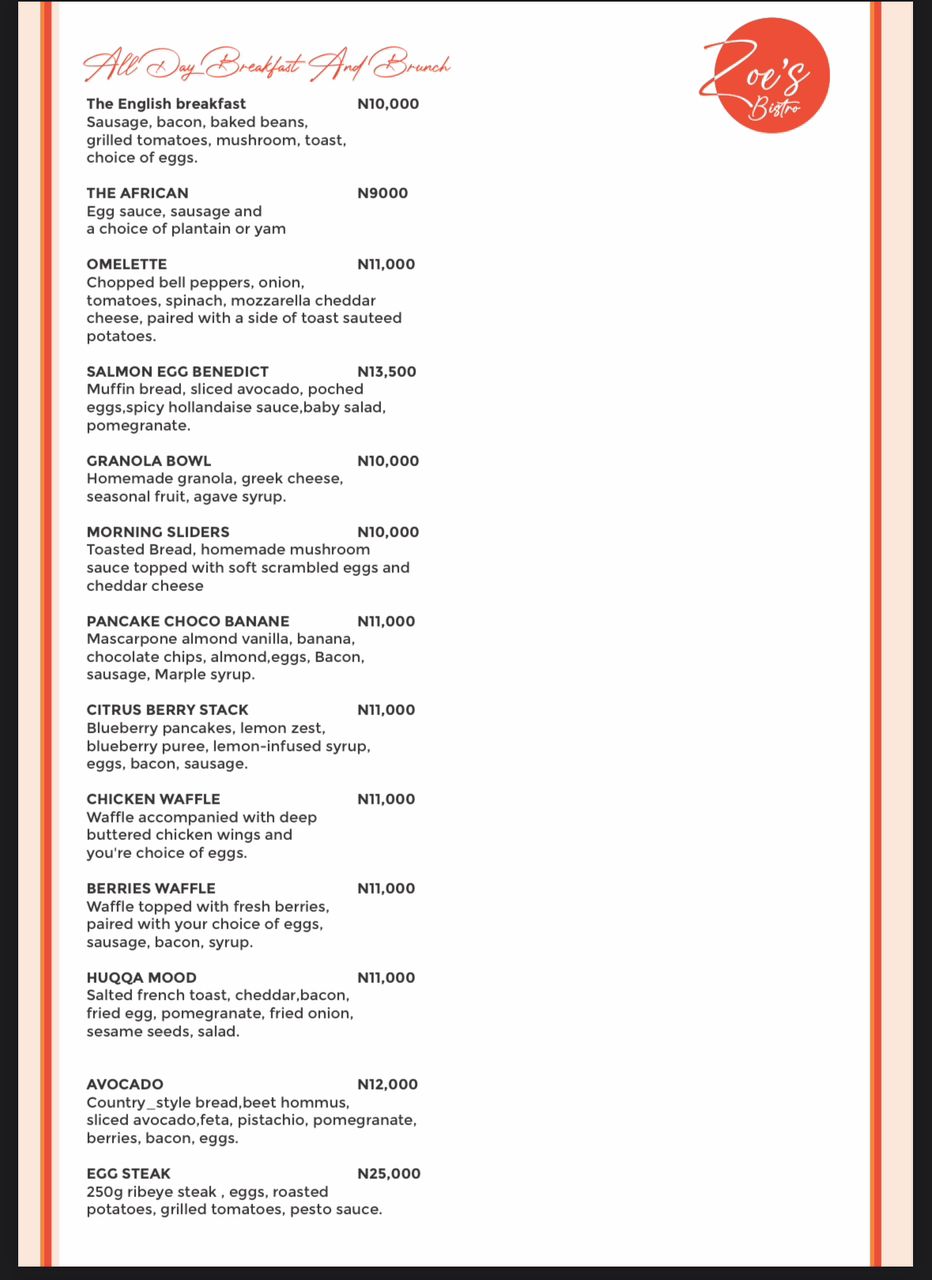 All Day Breakfast And Brunch
Zoe's
Bistro
The English breakfast N10,000
Sausage, bacon, baked beans,
grilled tomatoes, mushroom, toast,
choice of eggs.
THE AFRICAN N9000
Egg sauce, sausage and
a choice of plantain or yam
OMELETTE N11,000
Chopped bell peppers, onion,
tomatoes, spinach, mozzarella cheddar
cheese, paired with a side of toast sauteed
potatoes.
SALMON EGG BENEDICT N13,500
Muffin bread, sliced avocado, poched
eggs,spicy hollandaise sauce,baby salad,
pomegranate.
GRANOLA BOWL N10,000
Homemade granola, greek cheese,
seasonal fruit, agave syrup.
MORNING SLIDERS N10,000
Toasted Bread, homemade mushroom
sauce topped with soft scrambled eggs and
cheddar cheese
PANCAKE CHOCO BANANE N11,000
Mascarpone almond vanilla, banana,
chocolate chips, almond,eggs, Bacon,
sausage, Marple syrup.
CITRUS BERRY STACK N11,000
Blueberry pancakes, lemon zest,
blueberry puree, lemon-infused syrup,
eggs, bacon, sausage.
CHICKEN WAFFLE N11,000
Waffle accompanied with deep
buttered chicken wings and
you're choice of eggs.
BERRIES WAFFLE N11,000
Waffle topped with fresh berries,
paired with your choice of eggs,
sausage, bacon, syrup.
HUQQA MOOD N11,000
Salted french toast, cheddar,bacon,
fried egg, pomegranate, fried onion,
sesame seeds, salad.
AVOCADO N12,000
Country_style bread,beet hommus,
sliced avocado,feta, pistachio, pomegranate,
berries, bacon, eggs.
EGG STEAK N25,000
250g ribeye steak , eggs, roasted
potatoes, grilled tomatoes, pesto sauce.